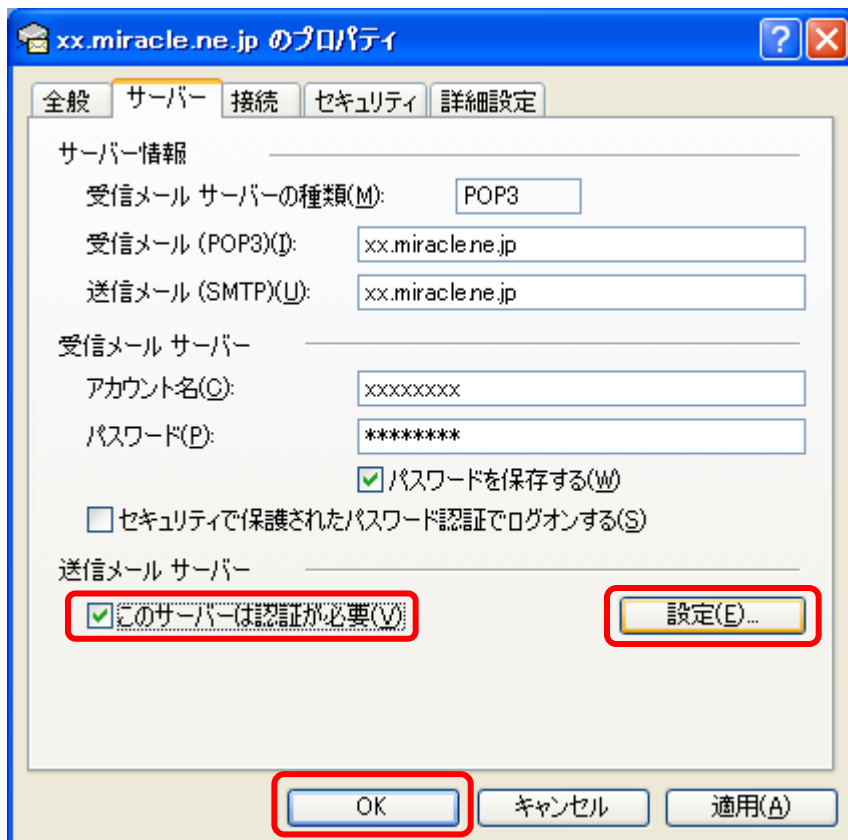 xx.miracle.ne.jp のプロパティ
全般 サーバー 接続 セキュリティ 詳細設定
サーバー情報
受信メール サーバーの種類(M): POP3
受信メール (POP3)(I): xx.miracle.ne.jp
送信メール (SMTP)(U): xx.miracle.ne.jp
受信メール サーバー
アカウント名(C): xxxxxxxx
パスワード(P): ********
パスワードを保存する(W)
セキュリティで保護されたパスワード認証でログオンする(S)
送信メール サーバー
このサーバーは認証が必要(V) 設定(E)...
OK キャンセル 適用(A)